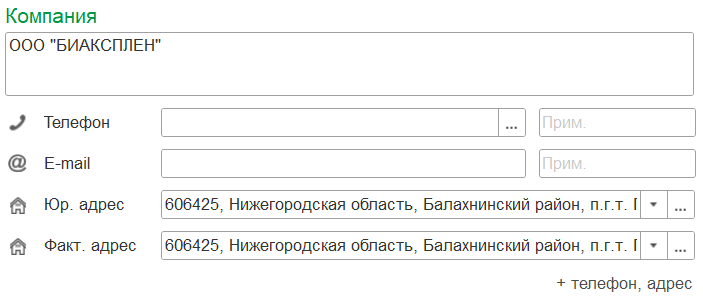 Компания
ООО "БИАКСПЛЕН"
Телефон ... Прим.
E-mail Прим.
Юр. адрес 606425, Нижегородская область, Балахнинский район, п.г.т. ...
Факт. адрес 606425, Нижегородская область, Балахнинский район, п.г.т. ...
+ телефон, адрес